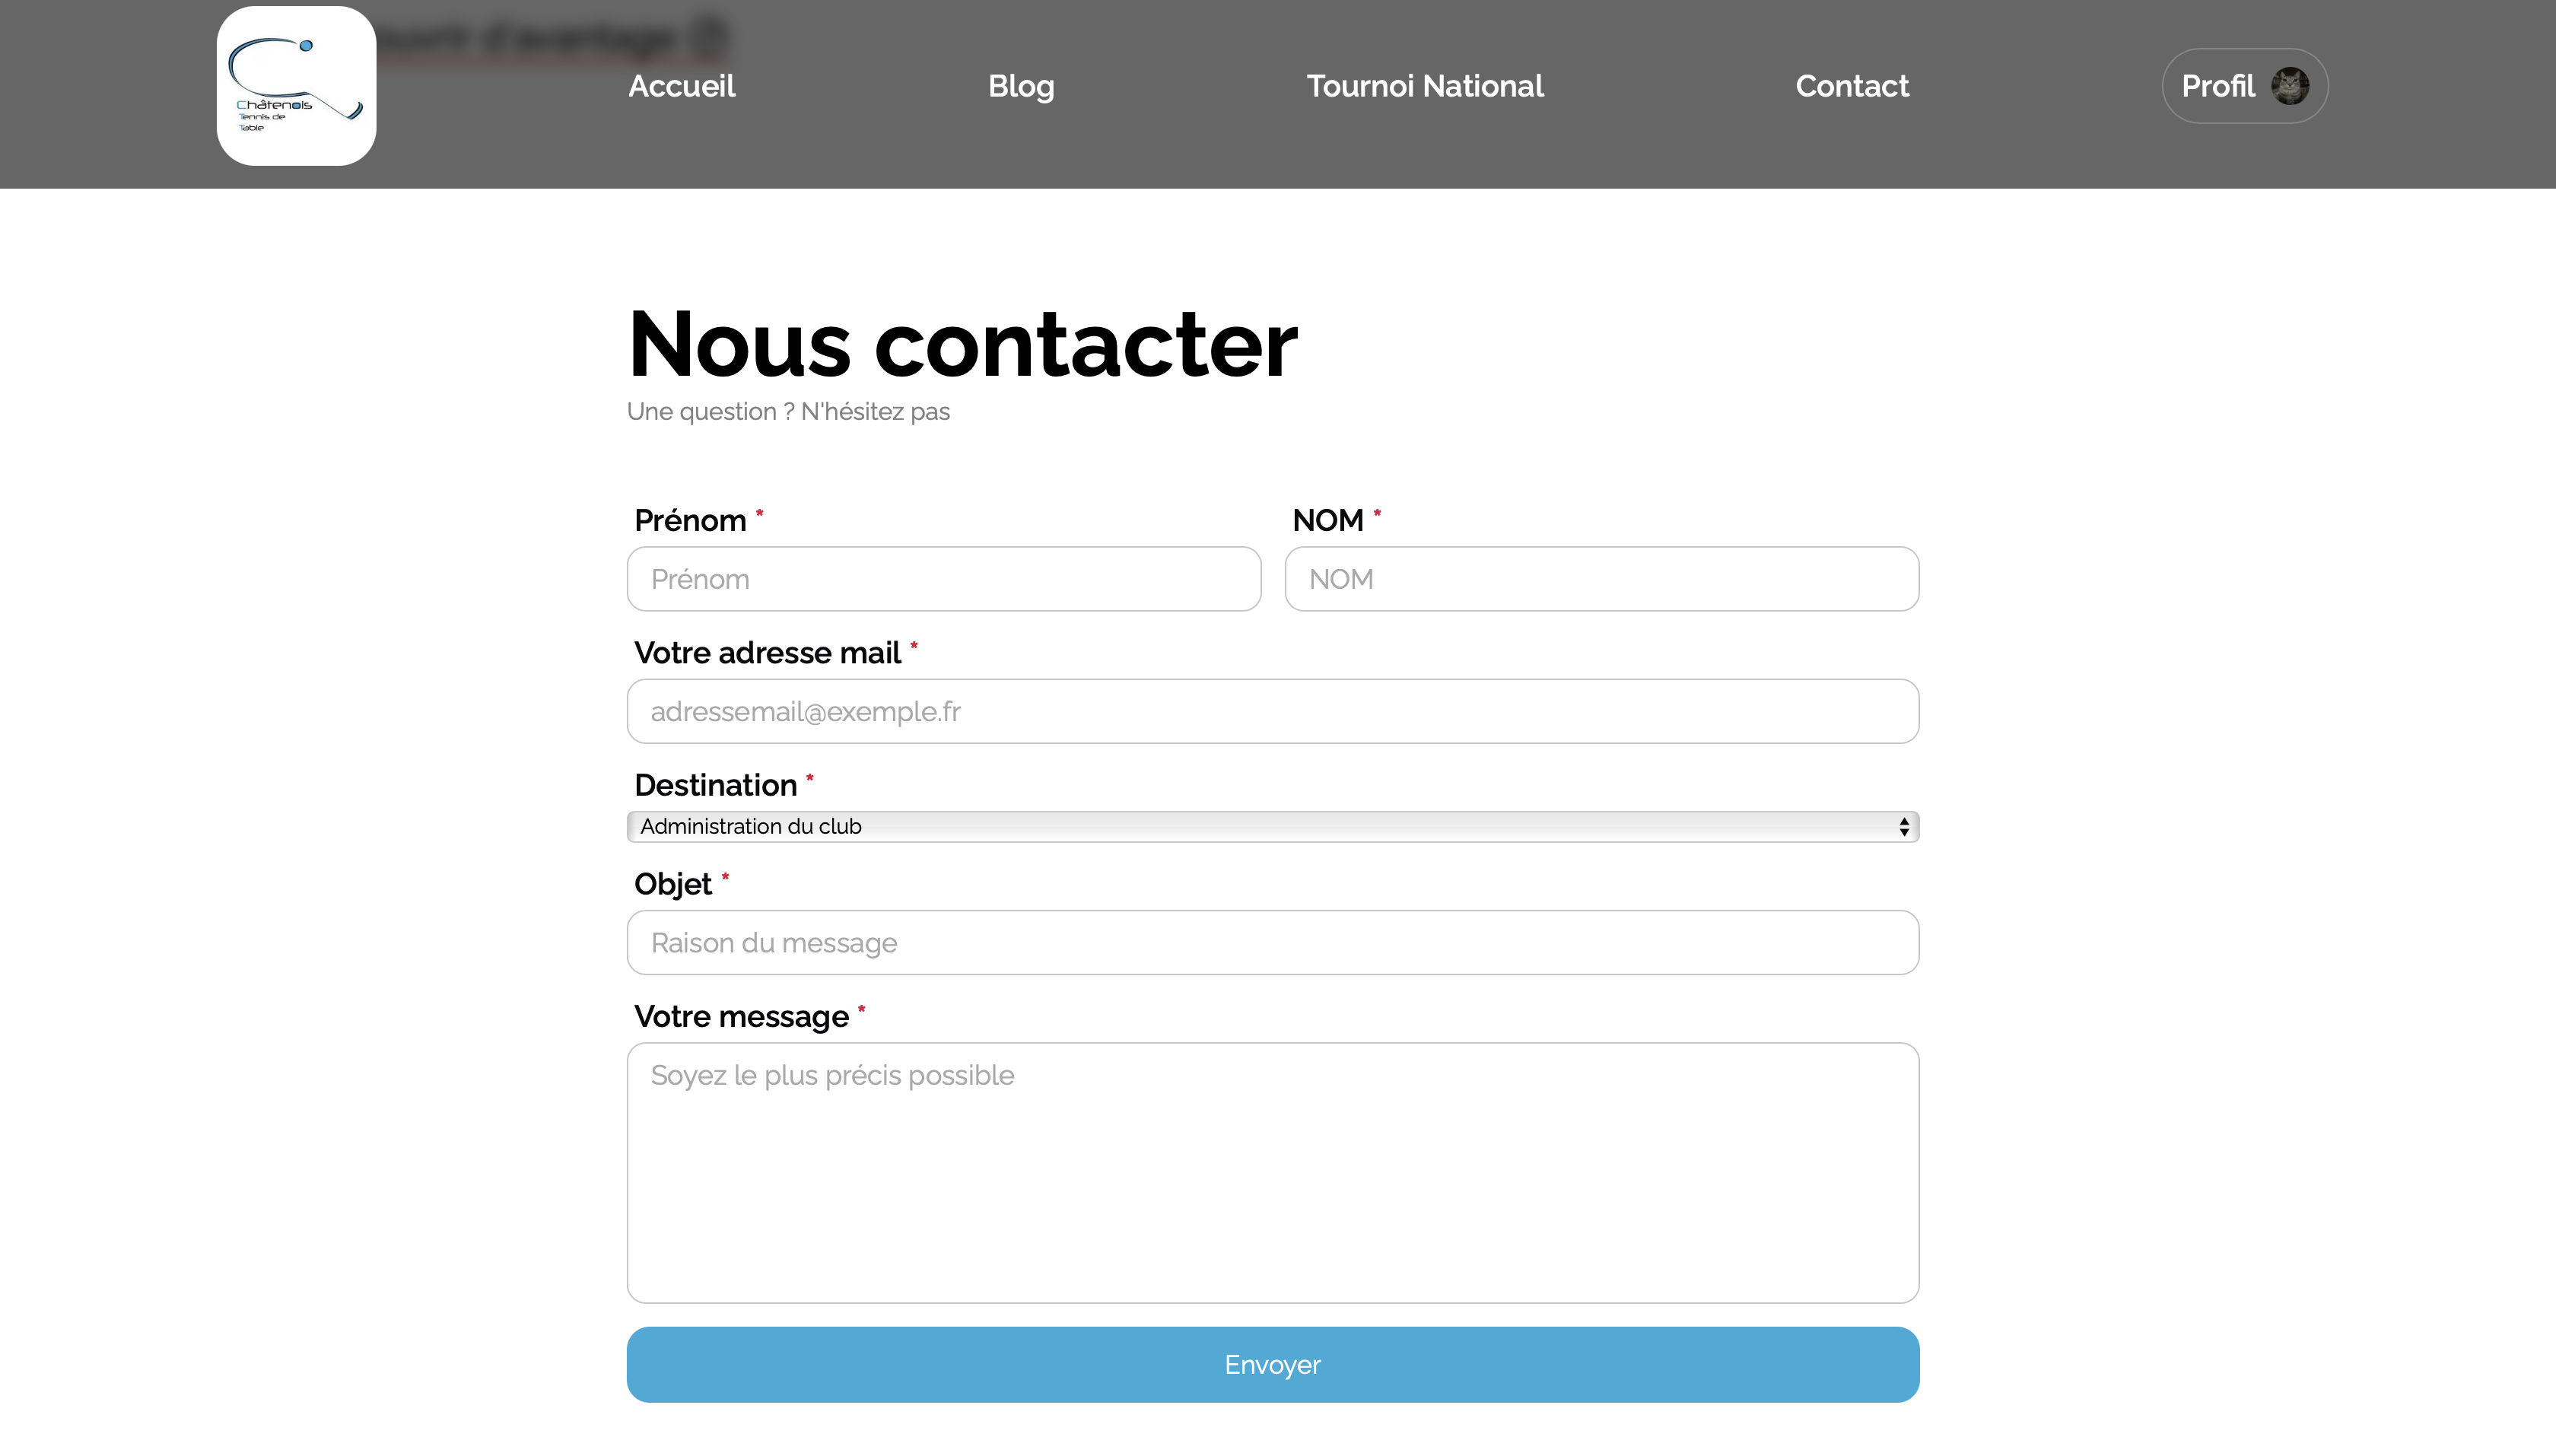 Châtenois
Tennis de
Table
ouvrir d'avantage
Accueil
Blog
Tournoi National
Contact
Profil
Nous contacter
Une question ? N'hésitez pas
Prénom *
NOM *
Prénom
NOM
Votre adresse mail *
adressemail@exemple.fr
Destination *
Administration du club
Objet *
Raison du message
Votre message *
Soyez le plus précis possible
Envoyer